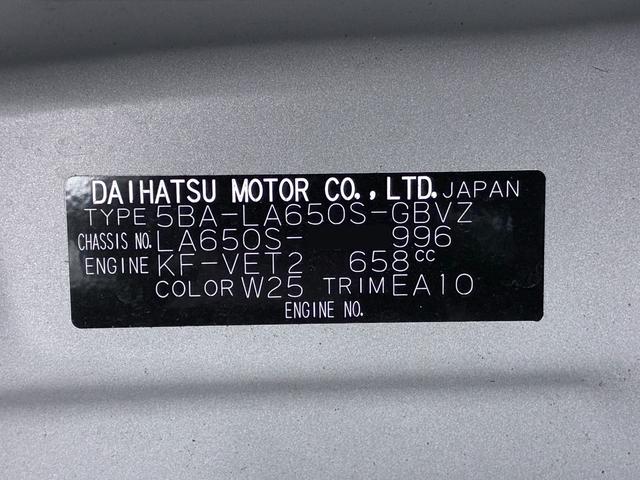 DAIHATSU MOTOR CO., LTD. JAPAN
TYPE 5BA-LA650S-GBVZ
CHASSIS NO. LA650S- 996
ENGINE KF-VET2 658cc
COLOR W25 TRIM EA10
ENGINE NO.